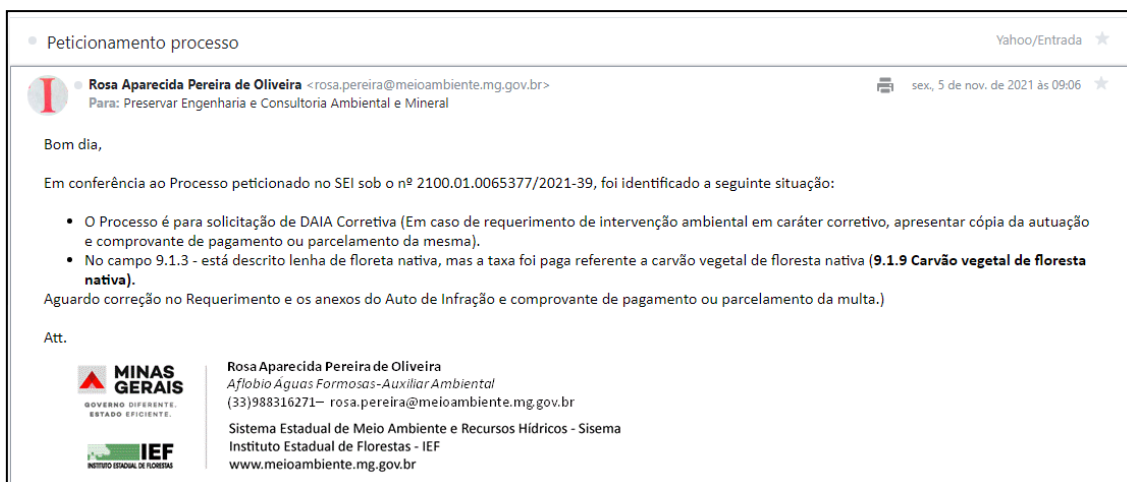 Peticionamento processo
Yahoo/Entrada
Rosa Aparecida Pereira de Oliveira <rosa.pereira@meioambiente.mg.gov.br>
sex., 5 de nov. de 2021 às 09:06
Para: Preservar Engenharia e Consultoria Ambiental e Mineral
Bom dia,
Em conferência ao Processo peticionado no SEI sob o nº 2100.01.0065377/2021-39, foi identificado a seguinte situação:
• O Processo é para solicitação de DAIA Corretiva (Em caso de requerimento de intervenção ambiental em caráter corretivo, apresentar cópia da autuação
e comprovante de pagamento ou parcelamento da mesma).
• No campo 9.1.3 - está descrito lenha de floreta nativa, mas a taxa foi paga referente a carvão vegetal de floresta nativa (9.1.9 Carvão vegetal de floresta
nativa).
Aguardo correção no Requerimento e os anexos do Auto de Infração e comprovante de pagamento ou parcelamento da multa.)
Att.
MINAS
GERAIS
GOVERNO DIFERENTE.
ESTADO EFICIENTE.
IEF
INSTITUTO ESTADUAL DE FLORESTAS
Rosa Aparecida Pereira de Oliveira
Aflobio Águas Formosas-Auxiliar Ambiental
(33)988316271– rosa.pereira@meioambiente.mg.gov.br
Sistema Estadual de Meio Ambiente e Recursos Hídricos - Sisema
Instituto Estadual de Florestas - IEF
www.meioambiente.mg.gov.br